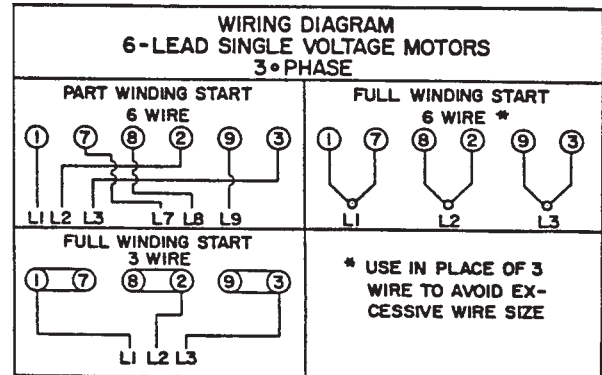 WIRING DIAGRAM
6-LEAD SINGLE VOLTAGE MOTORS
3∘PHASE
PART WINDING START
6 WIRE
1 7 8 2 9 3
L1 L2 L3 L7 L8 L9
FULL WINDING START
6 WIRE *
1 7 8 2 9 3
L1 L2 L3
FULL WINDING START
3 WIRE
1 7 8 2 9 3
L1 L2 L3
* USE IN PLACE OF 3
WIRE TO AVOID EX-
CESSIVE WIRE SIZE